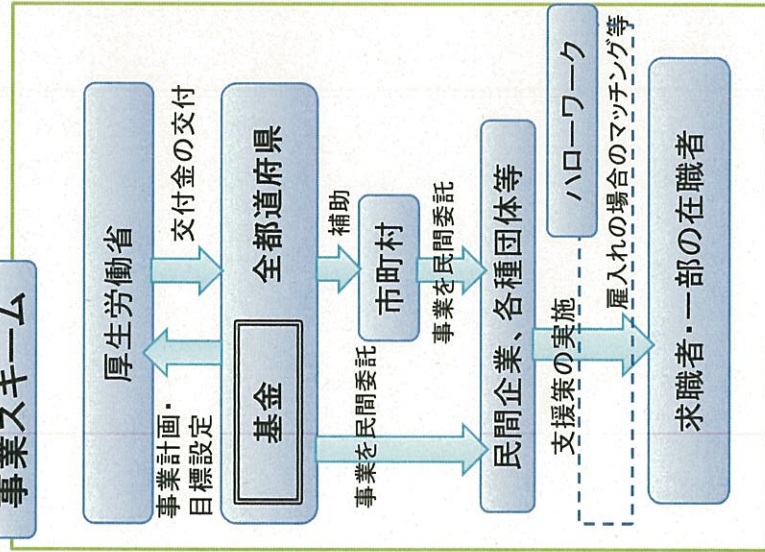 事業スキーム
厚生労働省
事業計画・
目標設定
交付金の交付
基金
全都道府県
補助
市町村
事業を民間委託
事業を民間委託
民間企業、各種団体等
ハローワーク
支援策の実施
雇入れの場合のマッチング等
求職者・一部の在職者